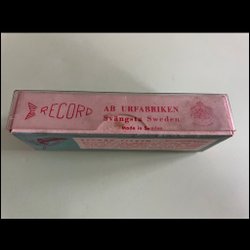 RECORD
AB URFABRIKEN
Svängsta Sweden
Made in Sweden